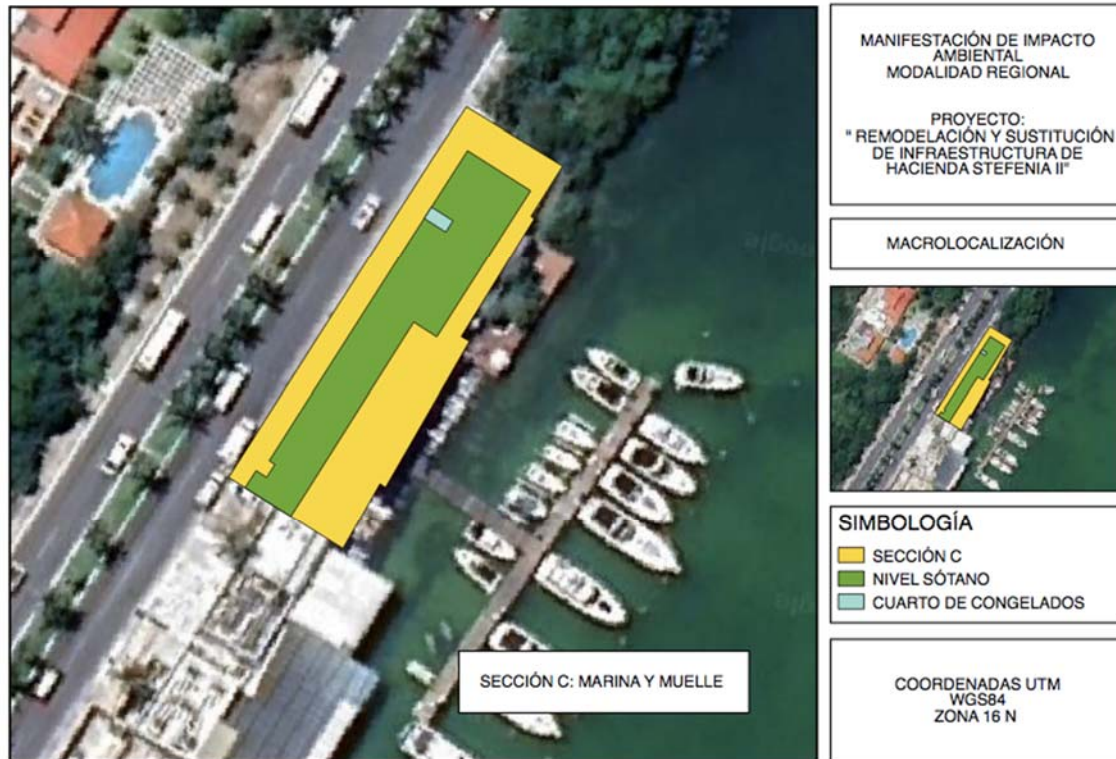 MANIFESTACIÓN DE IMPACTO
AMBIENTAL
MODALIDAD REGIONAL
PROYECTO:
" REMODELACIÓN Y SUSTITUCIÓN
DE INFRAESTRUCTURA DE
HACIENDA STEFENIA II"
MACROLOCALIZACIÓN
SIMBOLOGÍA
SECCIÓN C
NIVEL SÓTANO
CUARTO DE CONGELADOS
SECCIÓN C: MARINA Y MUELLE
COORDENADAS UTM
WGS84
ZONA 16 N